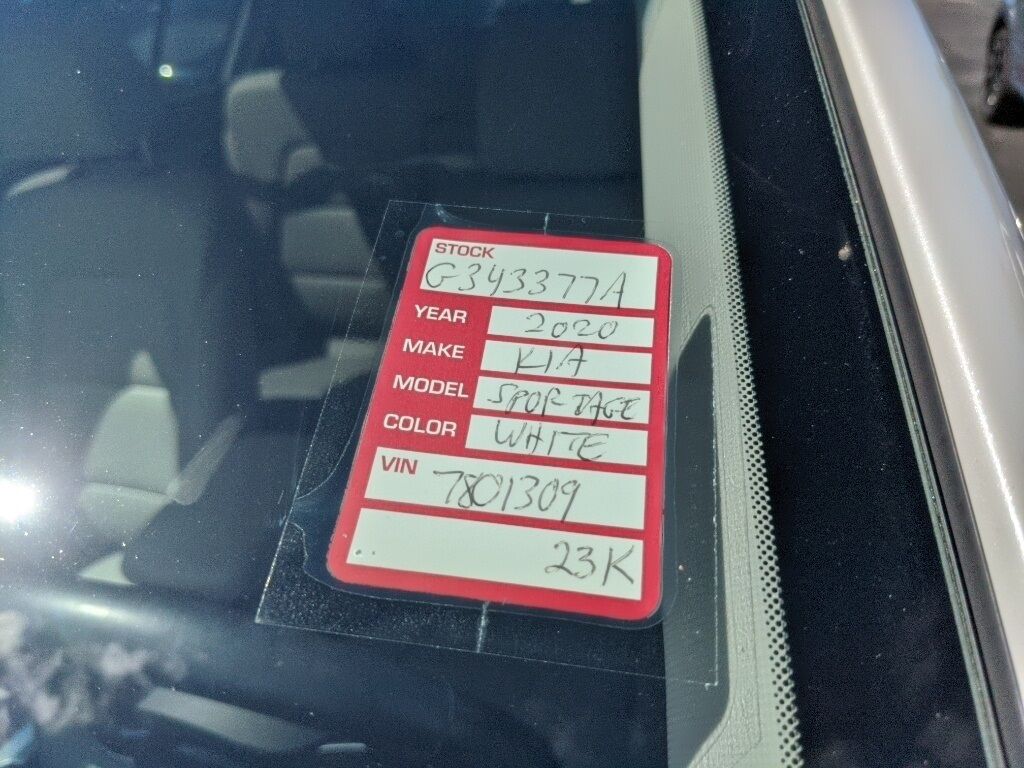 STOCK
G343377A
YEAR 2020
MAKE KIA
MODEL SPORTAGE
COLOR WHITE
VIN 7801309
23K